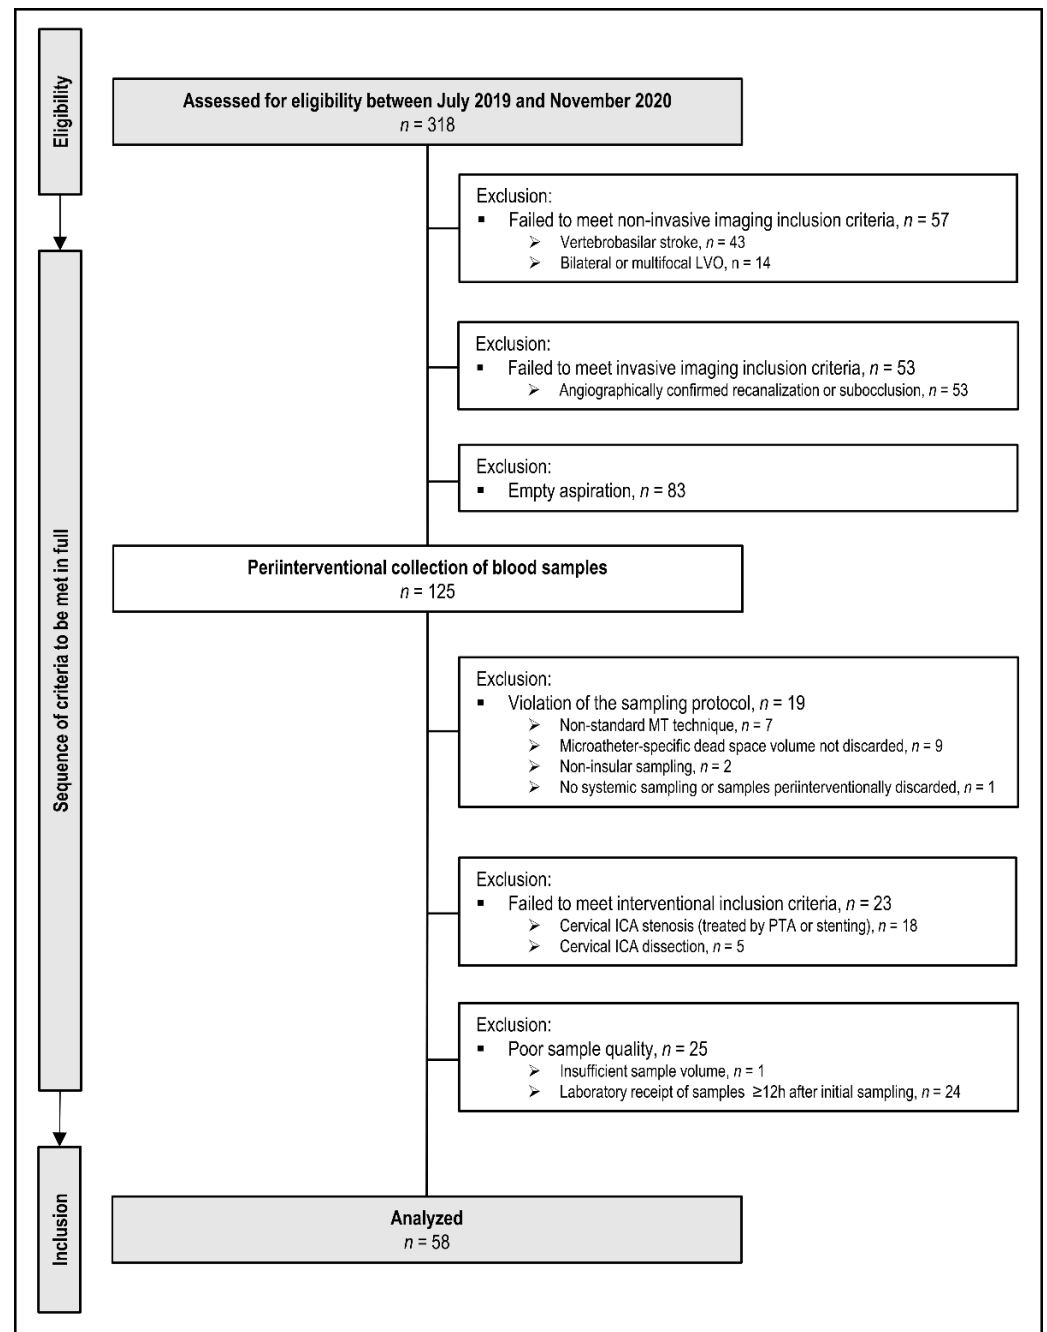 Eligibility
Assessed for eligibility between July 2019 and November 2020
n = 318
Exclusion:
▪ Failed to meet non-invasive imaging inclusion criteria, n = 57
➢ Vertebrobasilar stroke, n = 43
➢ Bilateral or multifocal LVO, n = 14
Exclusion:
▪ Failed to meet invasive imaging inclusion criteria, n = 53
➢ Angiographically confirmed recanalization or subocclusion, n = 53
Exclusion:
▪ Empty aspiration, n = 83
Sequence of criteria to be met in full
Periinterventional collection of blood samples
n = 125
Exclusion:
▪ Violation of the sampling protocol, n = 19
➢ Non-standard MT technique, n = 7
➢ Microatheter-specific dead space volume not discarded, n = 9
➢ Non-insular sampling, n = 2
➢ No systemic sampling or samples periinterventionally discarded, n = 1
Exclusion:
▪ Failed to meet interventional inclusion criteria, n = 23
➢ Cervical ICA stenosis (treated by PTA or stenting), n = 18
➢ Cervical ICA dissection, n = 5
Exclusion:
▪ Poor sample quality, n = 25
➢ Insufficient sample volume, n = 1
➢ Laboratory receipt of samples ≥12h after initial sampling, n = 24
Inclusion
Analyzed
n = 58